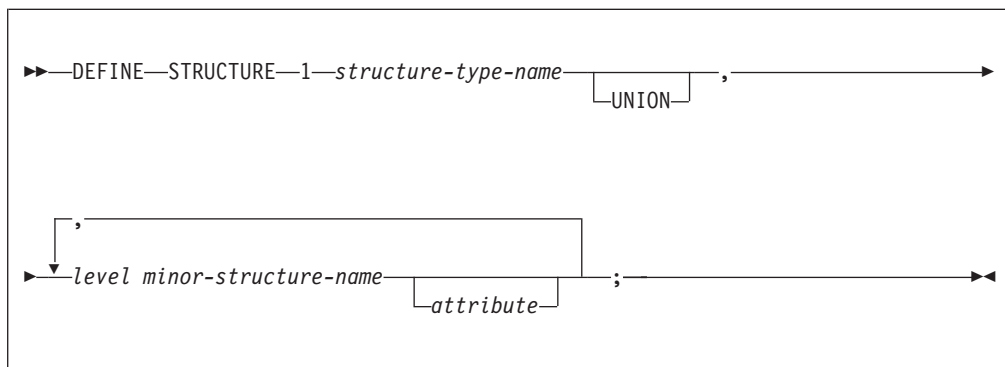 DEFINE STRUCTURE 1 structure-type-name ,
UNION
,
level minor-structure-name ;
attribute